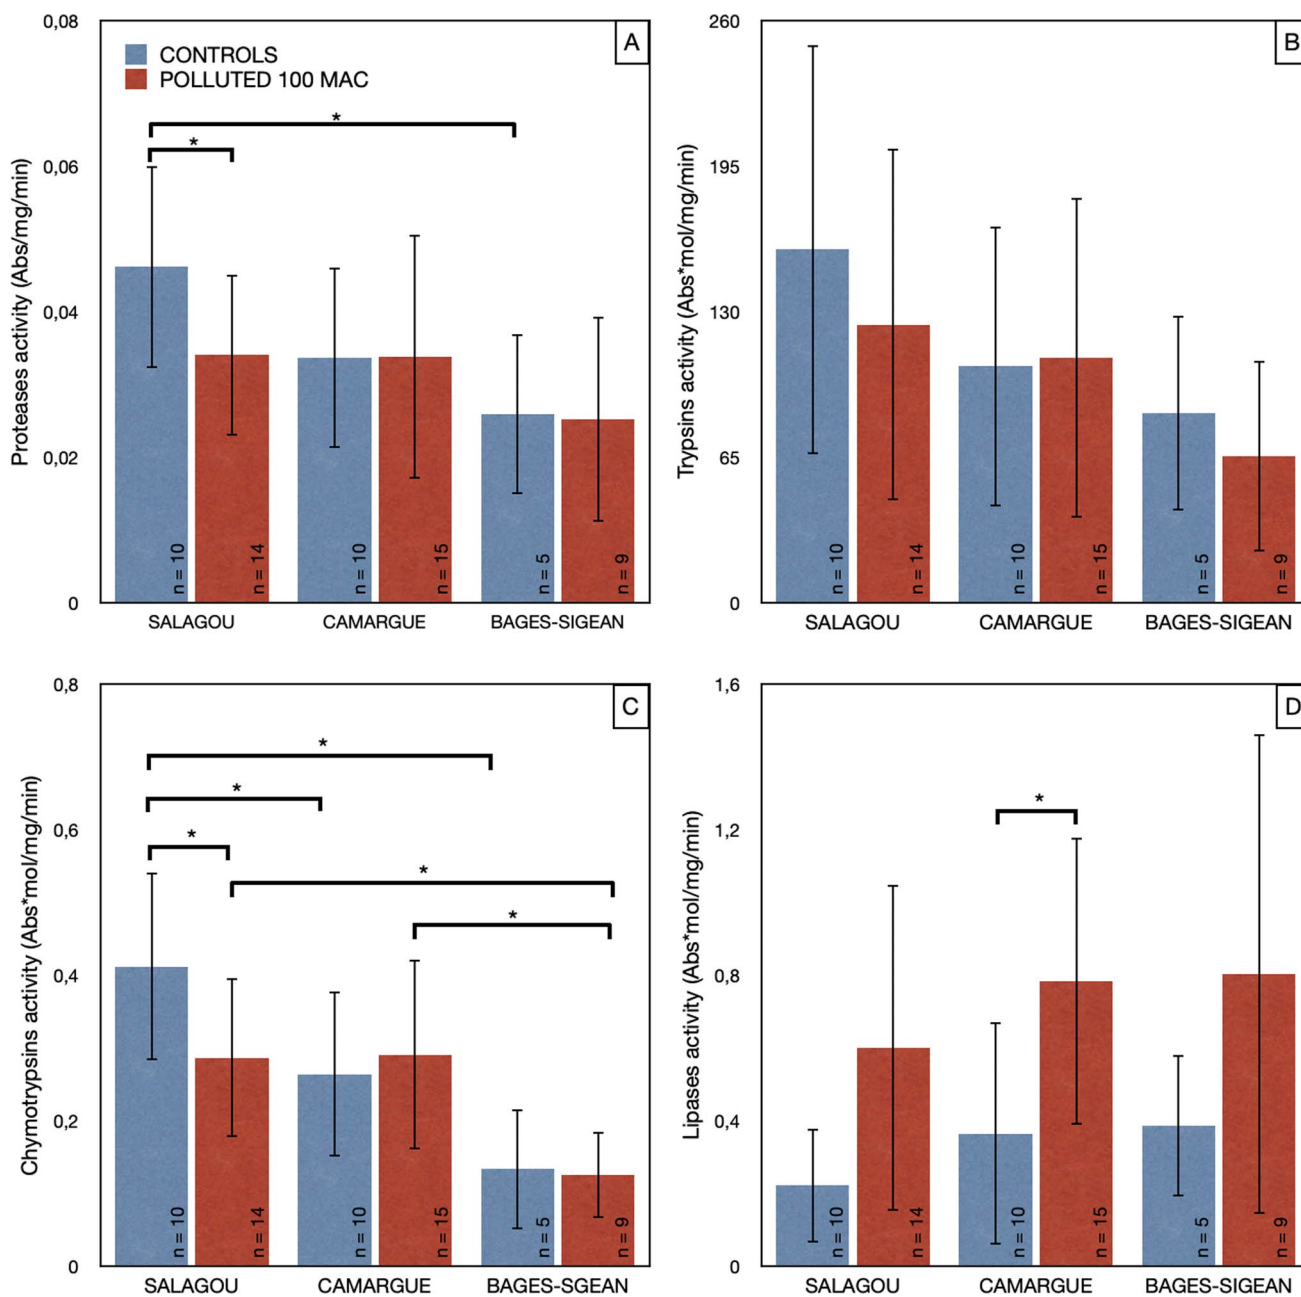 A
CONTROLS
POLLUTED 100 MAC
Proteases activity (Abs/mg/min)
0,08
0,06
0,04
0,02
0
*
*
n = 10
n = 14
n = 10
n = 15
n = 5
n = 9
SALAGOU
CAMARGUE
BAGES-SIGEAN
B
Trypsins activity (Abs*mol/mg/min)
260
195
130
65
0
n = 10
n = 14
n = 10
n = 15
n = 5
n = 9
SALAGOU
CAMARGUE
BAGES-SIGEAN
C
Chymotrypsins activity (Abs*mol/mg/min)
0,8
0,6
0,4
0,2
0
*
*
*
*
*
n = 10
n = 14
n = 10
n = 15
n = 5
n = 9
SALAGOU
CAMARGUE
BAGES-SGEAN
D
Lipases activity (Abs*mol/mg/min)
1,6
1,2
0,8
0,4
0
*
n = 10
n = 14
n = 10
n = 15
n = 5
n = 9
SALAGOU
CAMARGUE
BAGES-SIGEAN